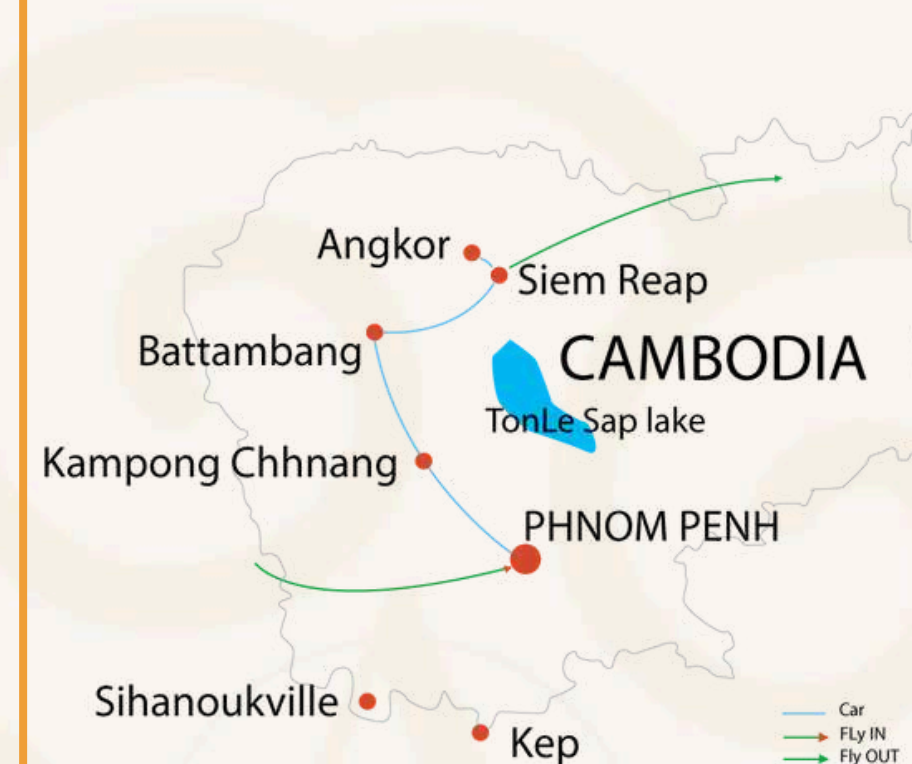 Angkor
Siem Reap
CAMBODIA
Battambang
TonLe Sap lake
Kampong Chhnang
PHNOM PENH
Sihanoukville
Kep
Car
FLy IN
Fly OUT